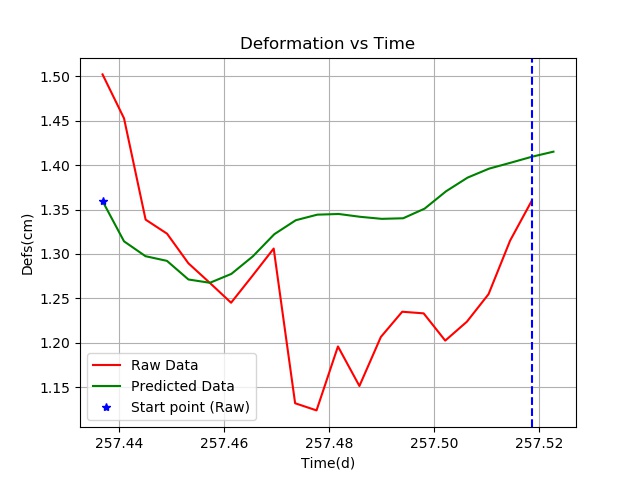 Deformation vs Time
Defs(cm)
1.50
1.45
1.40
1.35
1.30
1.25
1.20
1.15
Raw Data
Predicted Data
Start point (Raw)
257.44 257.46 257.48 257.50 257.52
Time(d)